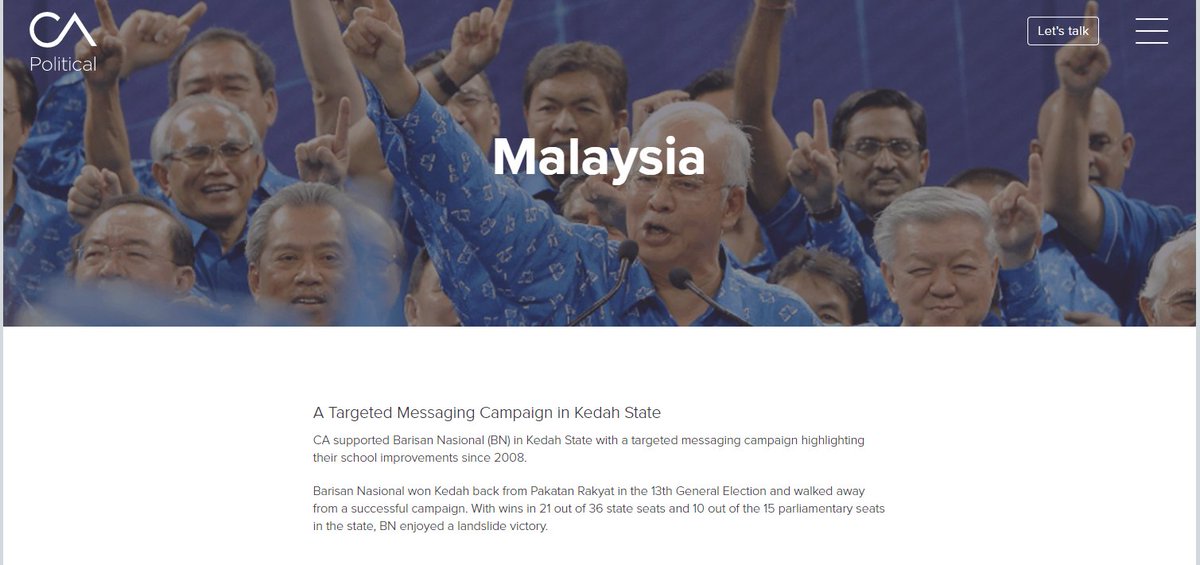 CA
Political
Let's talk
Malaysia
A Targeted Messaging Campaign in Kedah State
CA supported Barisan Nasional (BN) in Kedah State with a targeted messaging campaign highlighting
their school improvements since 2008.
Barisan Nasional won Kedah back from Pakatan Rakyat in the 13th General Election and walked away
from a successful campaign. With wins in 21 out of 36 state seats and 10 out of the 15 parliamentary seats
in the state, BN enjoyed a landslide victory.